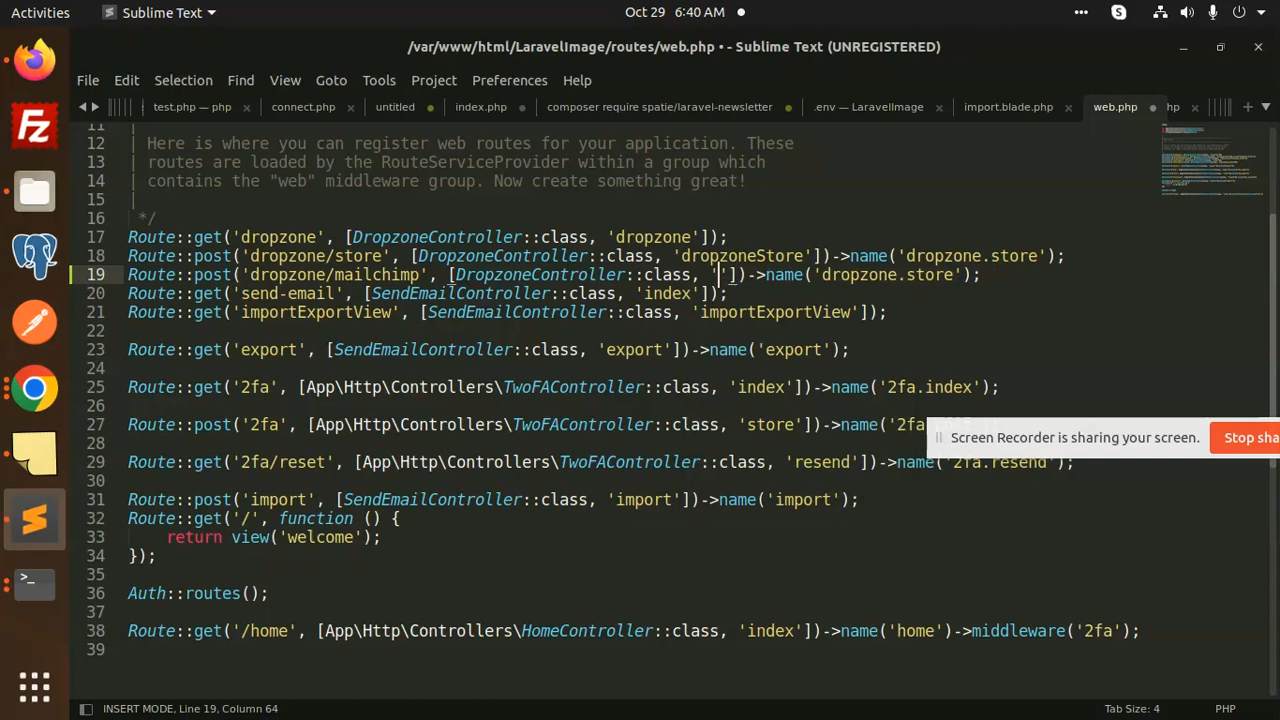 Activities
Sublime Text
Oct 29 6:40 AM
/var/www/html/LaravelImage/routes/web.php • - Sublime Text (UNREGISTERED)
File Edit Selection Find View Goto Tools Project Preferences Help
test.php — php
connect.php
untitled
index.php
composer require spatie/laravel-newsletter
.env — LaravelImage
import.blade.php
web.php
hp
11 |
12 | Here is where you can register web routes for your application. These
13 | routes are loaded by the RouteServiceProvider within a group which
14 | contains the "web" middleware group. Now create something great!
15 |
16 */
17 Route::get('dropzone', [DropzoneController::class, 'dropzone']);
18 Route::post('dropzone/store', [DropzoneController::class, 'dropzoneStore'])->name('dropzone.store');
19 Route::post('dropzone/mailchimp', [DropzoneController::class, ''])->name('dropzone.store');
20 Route::get('send-email', [SendEmailController::class, 'index']);
21 Route::get('importExportView', [SendEmailController::class, 'importExportView']);
22
23 Route::get('export', [SendEmailController::class, 'export'])->name('export');
24
25 Route::get('2fa', [App\Http\Controllers\TwoFAController::class, 'index'])->name('2fa.index');
26
27 Route::post('2fa', [App\Http\Controllers\TwoFAController::class, 'store'])->name('2fa.
28
Screen Recorder is sharing your screen.
Stop sha
29 Route::get('2fa/reset', [App\Http\Controllers\TwoFAController::class, 'resend'])->name('2fa.resend');
30
31 Route::post('import', [SendEmailController::class, 'import'])->name('import');
32 Route::get('/', function () {
33 return view('welcome');
34 });
35
36 Auth::routes();
37
38 Route::get('/home', [App\Http\Controllers\HomeController::class, 'index'])->name('home')->middleware('2fa');
39
INSERT MODE, Line 19, Column 64
Tab Size: 4
PHP